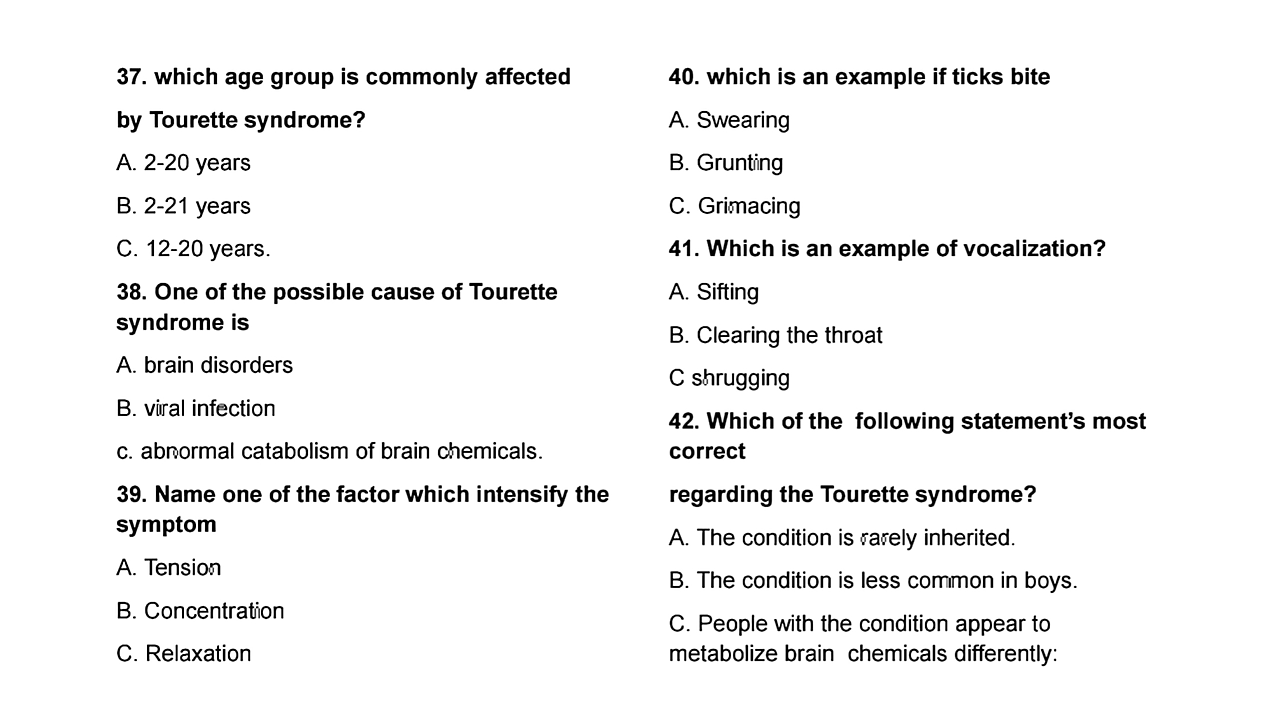 37. which age group is commonly affected
by Tourette syndrome?
A. 2-20 years
B. 2-21 years
C. 12-20 years.
38. One of the possible cause of Tourette
syndrome is
A. brain disorders
B. viral infection
c. abnormal catabolism of brain chemicals.
39. Name one of the factor which intensify the
symptom
A. Tension
B. Concentration
C. Relaxation
40. which is an example if ticks bite
A. Swearing
B. Grunting
C. Grimacing
41. Which is an example of vocalization?
A. Sifting
B. Clearing the throat
C shrugging
42. Which of the  following statement’s most
correct
regarding the Tourette syndrome?
A. The condition is rarely inherited.
B. The condition is less common in boys.
C. People with the condition appear to
metabolize brain  chemicals differently: